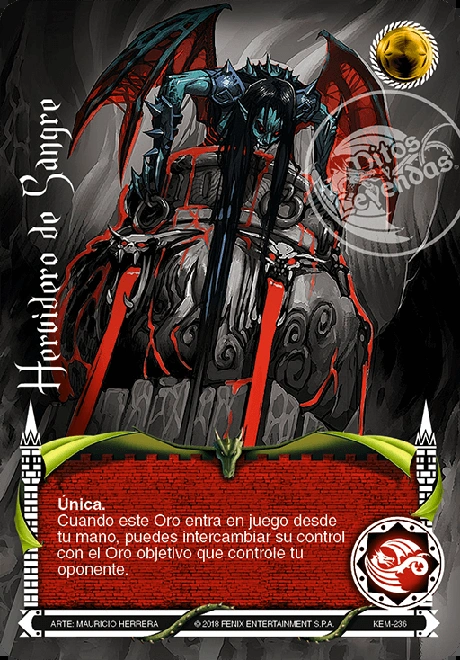 Hervidero de Sangre
Mitos y
Leyendas
Única.
Cuando este Oro entra en juego desde
tu mano, puedes intercambiar su control
con el Oro objetivo que controle tu
oponente.
ARTE: MAURICIO HERRERA
© 2018 FENIX ENTERTAINMENT S.P.A.
KEM-236